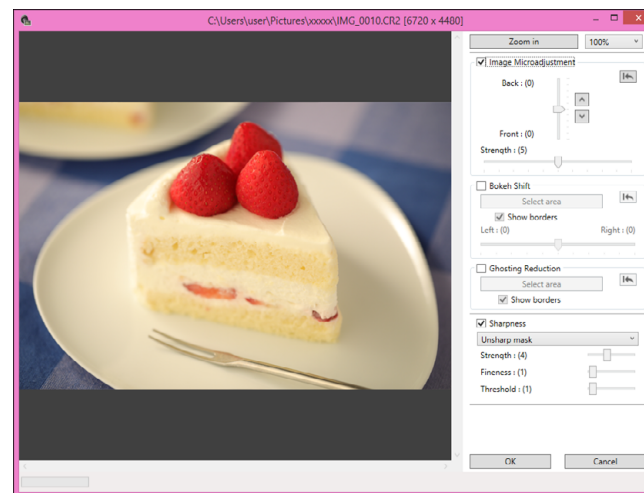 C:\Users\user\Pictures\xxxxx\IMG_0010.CR2 [6720 x 4480]
Zoom in
100%
Image Microadjustment
Back : (0)
Front : (0)
Strength : (5)
Bokeh Shift
Select area
Show borders
Left : (0) Right : (0)
Ghosting Reduction
Select area
Show borders
Sharpness
Unsharp mask
Strength : (4)
Fineness : (1)
Threshold : (1)
OK Cancel